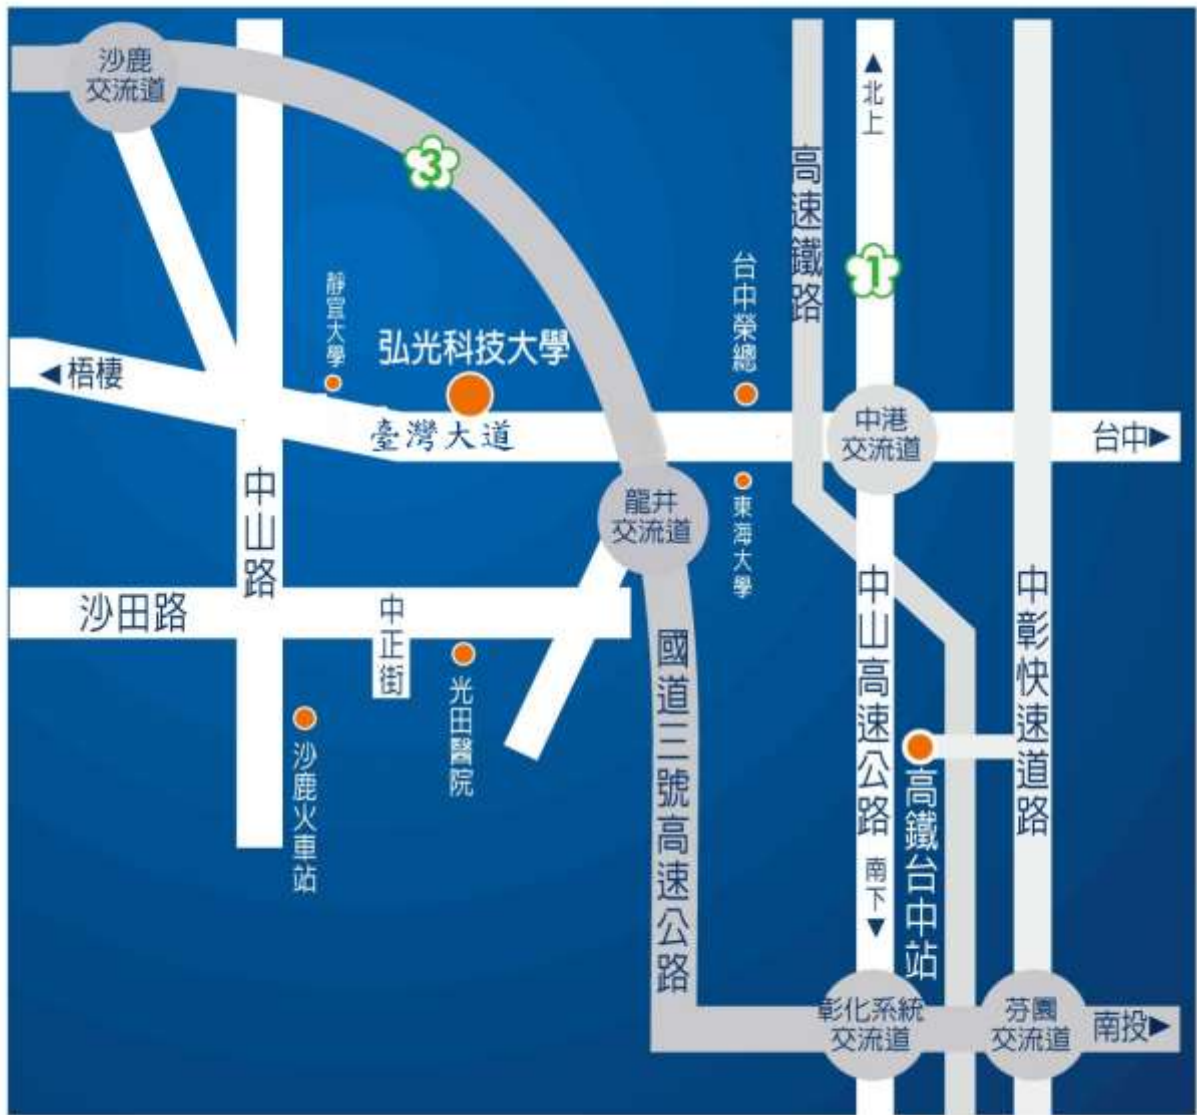 沙鹿
交流道
3
▲北上
高速鐵路
1
台中榮總
靜宜大學
弘光科技大學
◀梧棲
臺灣大道
中港
交流道
台中▶
中山路
龍井
交流道
東海大學
沙田路
中正街
光田醫院
沙鹿火車站
國道三號高速公路
中山高速公路
中彰快速道路
高鐵台中站
南下▼
彰化系統
交流道
芬園
交流道
南投▶